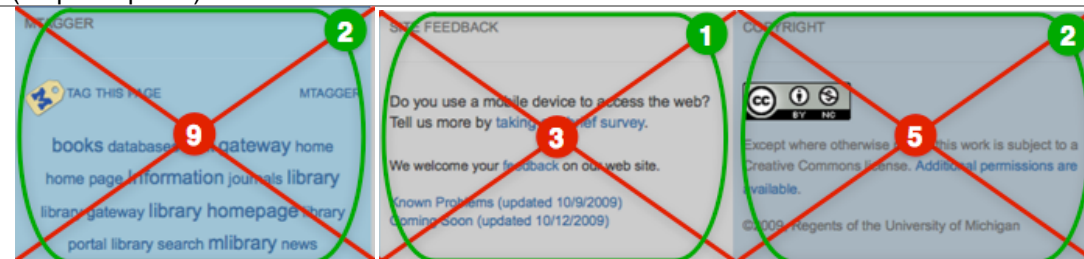 MTAGGER
2
TAG THIS PAGE MTAGGER
books gateway home
home page information journals library
library gateway library homepage library
portal library search mlibrary news
9
SITE FEEDBACK
1
Do you use a mobile device to access the web?
Tell us more by taking brief survey.
We welcome your feedback on our web site.
Known Problems (updated 10/9/2009)
Coming Soon (updated 10/12/2009)
3
COPYRIGHT
2
cc
BY NC
Except where otherwise this work is subject to a
Creative Commons license. Additional permissions are
available.
©2009, Regents of the University of Michigan
5